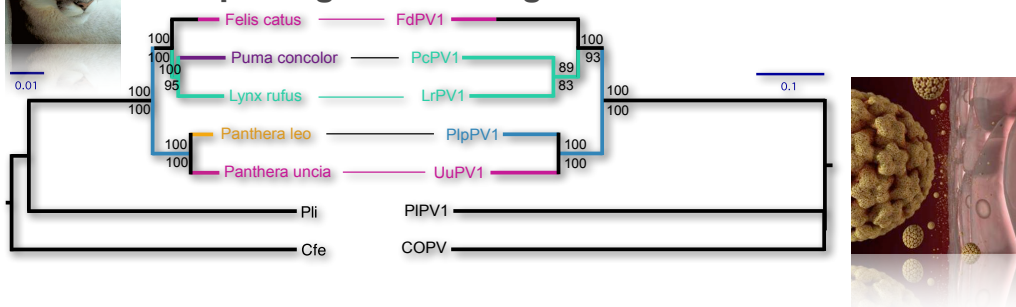 Felis catus FdPV1
100 100
100 93
Puma concolor PcPV1
100 89
95 83
0.01 0.1
Lynx rufus LrPV1
100 100
100 100
Panthera leo PlpPV1
100 100
100 100
Panthera uncia UuPV1
Pli PlPV1
Cfe COPV